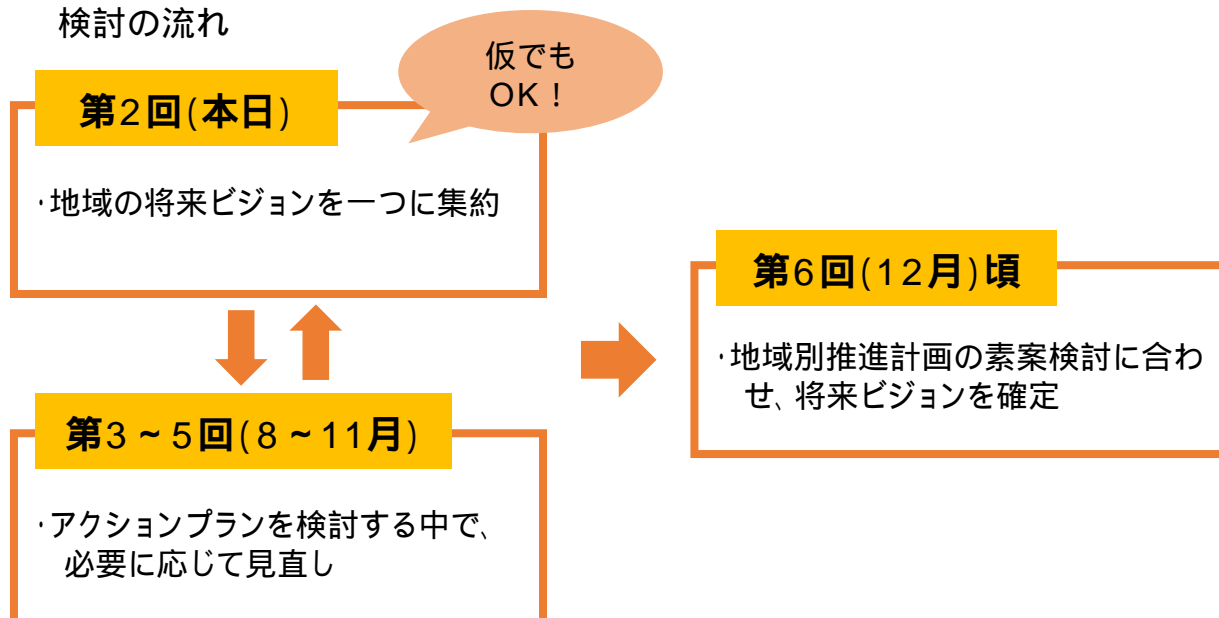 検討の流れ
仮でも
OK！
第2回(本日)
･地域の将来ビジョンを一つに集約
第6回(12月)頃
･地域別推進計画の素案検討に合わ
せ、将来ビジョンを確定
第3～5回(8～11月)
･アクションプランを検討する中で、
必要に応じて見直し